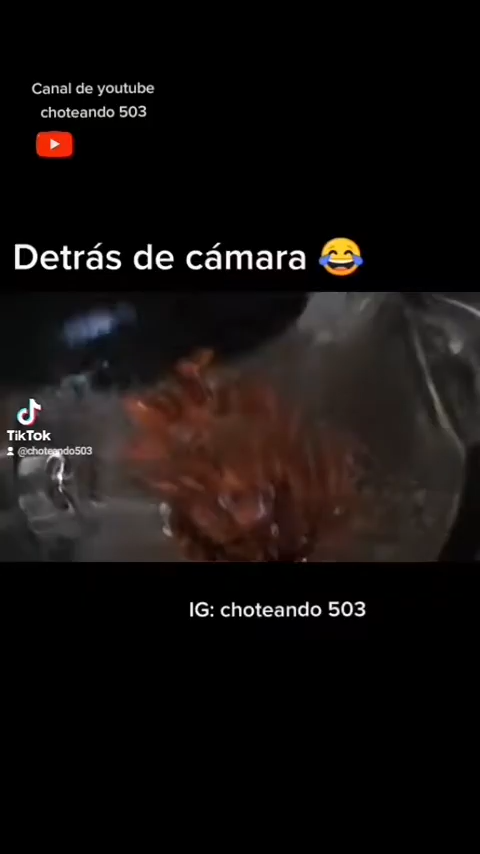 Canal de youtube
choteando 503
Detrás de cámara 😂
TikTok
@choteando503
IG: choteando 503